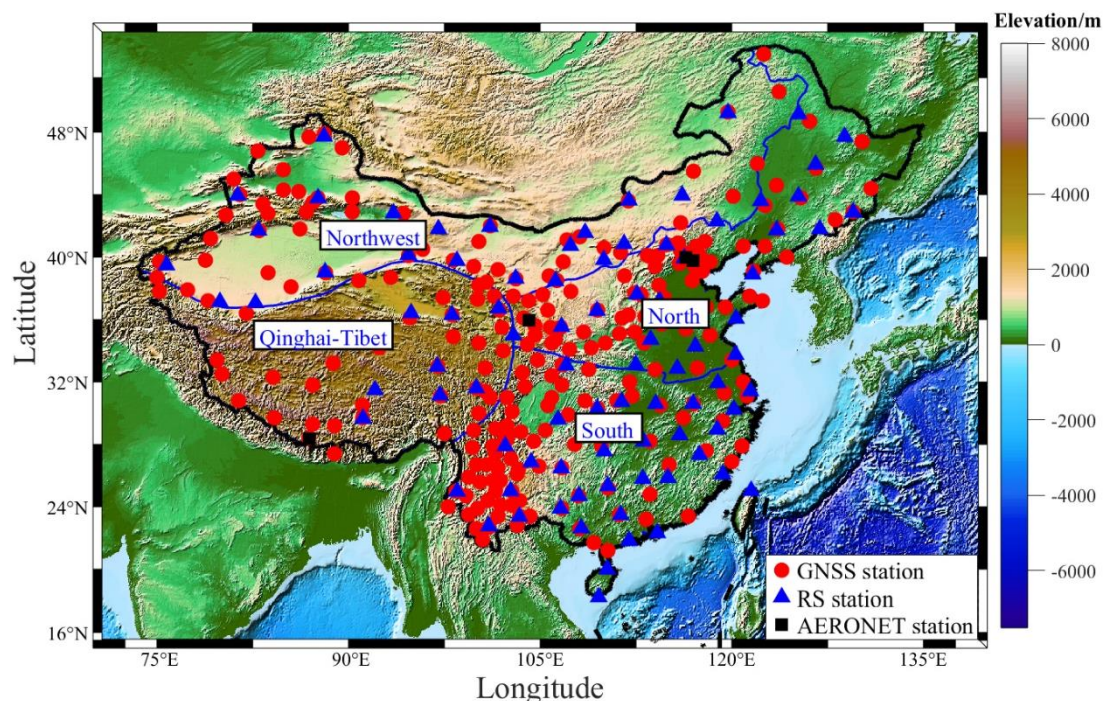 Elevation/m
8000
6000
4000
2000
0
-2000
-4000
-6000
48°N
40°N
32°N
24°N
16°N
Latitude
Northwest
Qinghai-Tibet
North
South
GNSS station
RS station
AERONET station
75°E
90°E
105°E
120°E
135°E
Longitude